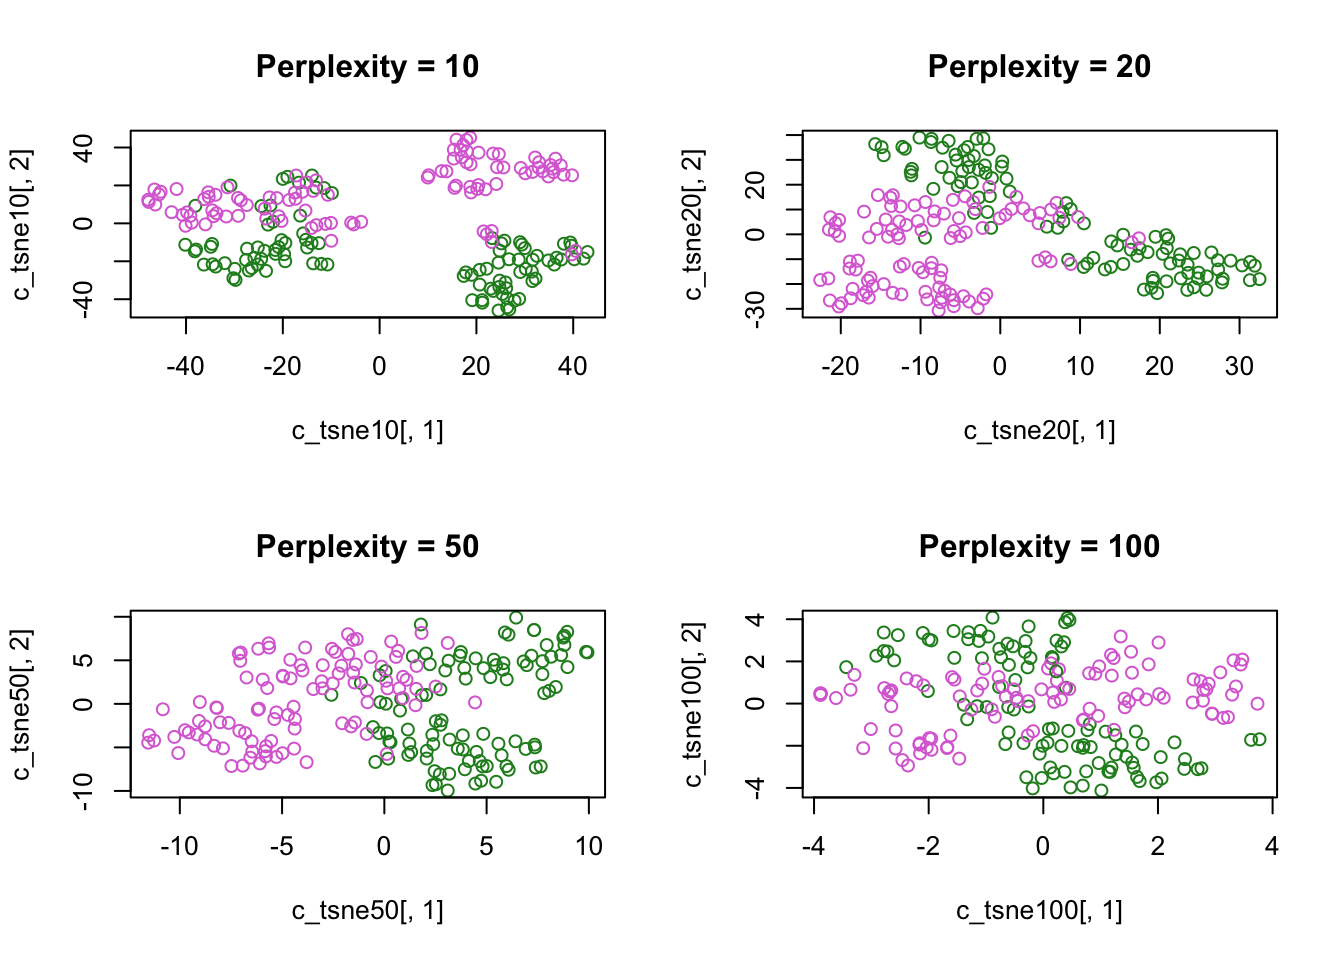 Perplexity = 10
c_tsne10[, 2]
40
0
-40
-40 -20 0 20 40
c_tsne10[, 1]
Perplexity = 20
c_tsne20[, 2]
20
0
-30
-20 -10 0 10 20 30
c_tsne20[, 1]
Perplexity = 50
c_tsne50[, 2]
5
0
-10
-10 -5 0 5 10
c_tsne50[, 1]
Perplexity = 100
c_tsne100[, 2]
4
2
0
-4
-4 -2 0 2 4
c_tsne100[, 1]